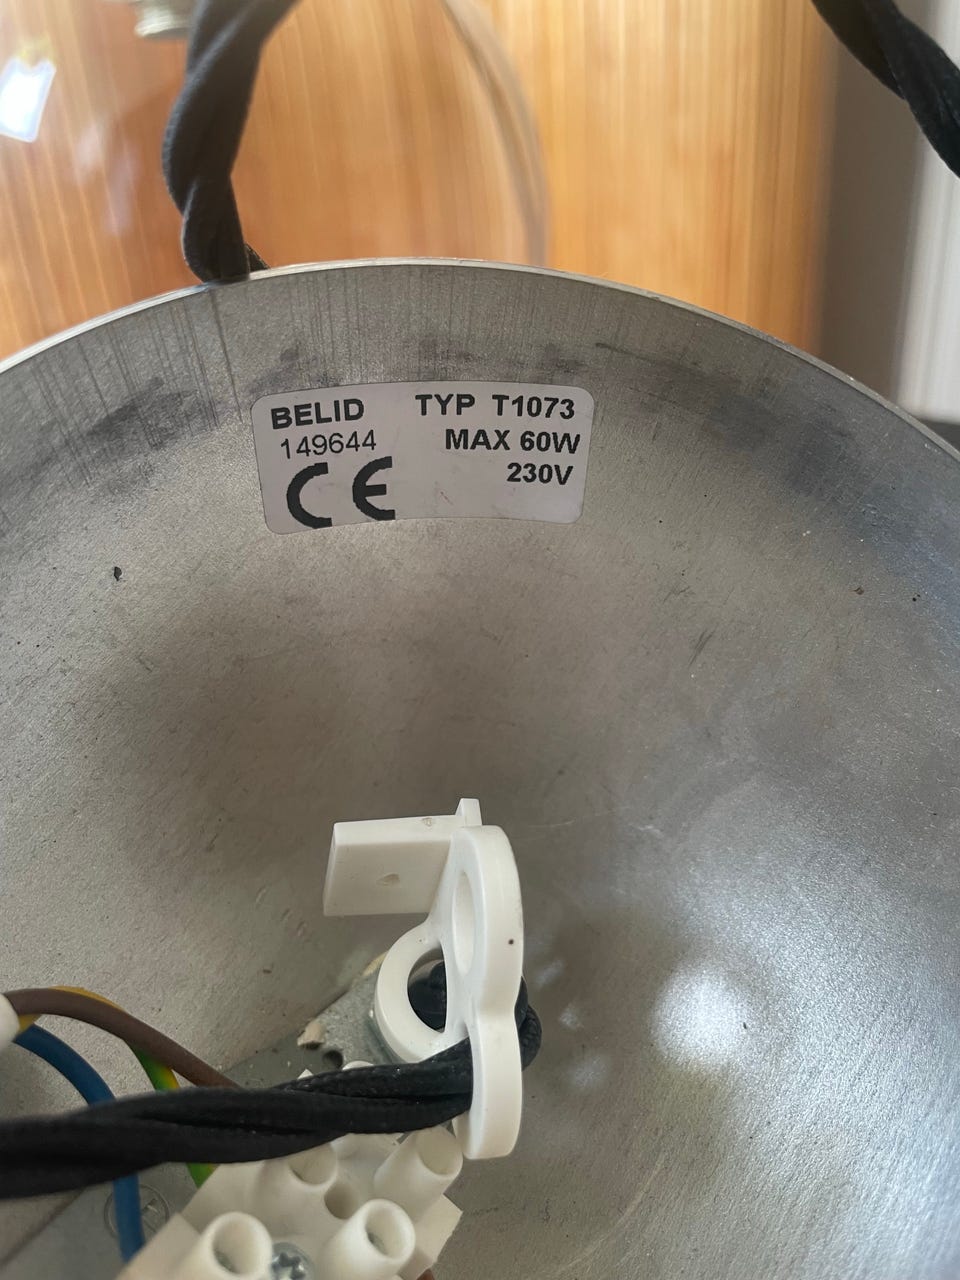 BELID TYP T1073
149644 MAX 60W
CE 230V